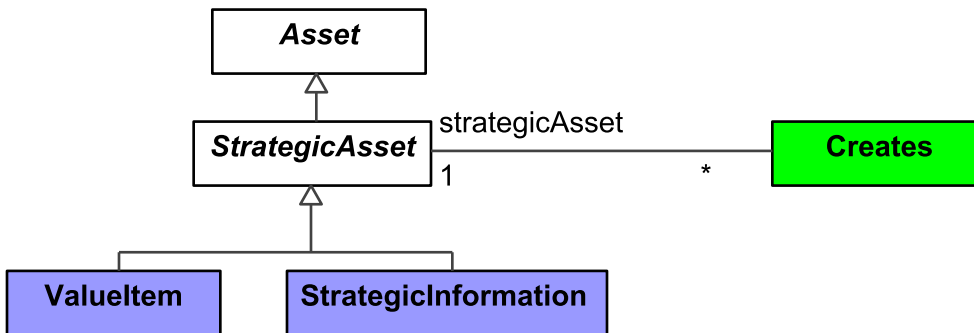 Asset
strategicAsset
StrategicAsset
Creates
1
*
ValueItem
StrategicInformation